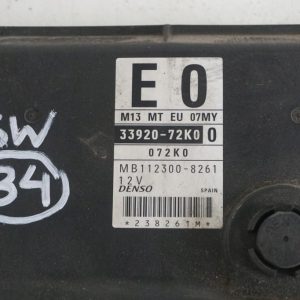 E 0
M13 MT EU 07MY
33920-72K0 0
072K0
MB112300-8261
12V
DENSO SPAIN
*238261M*
SW
34